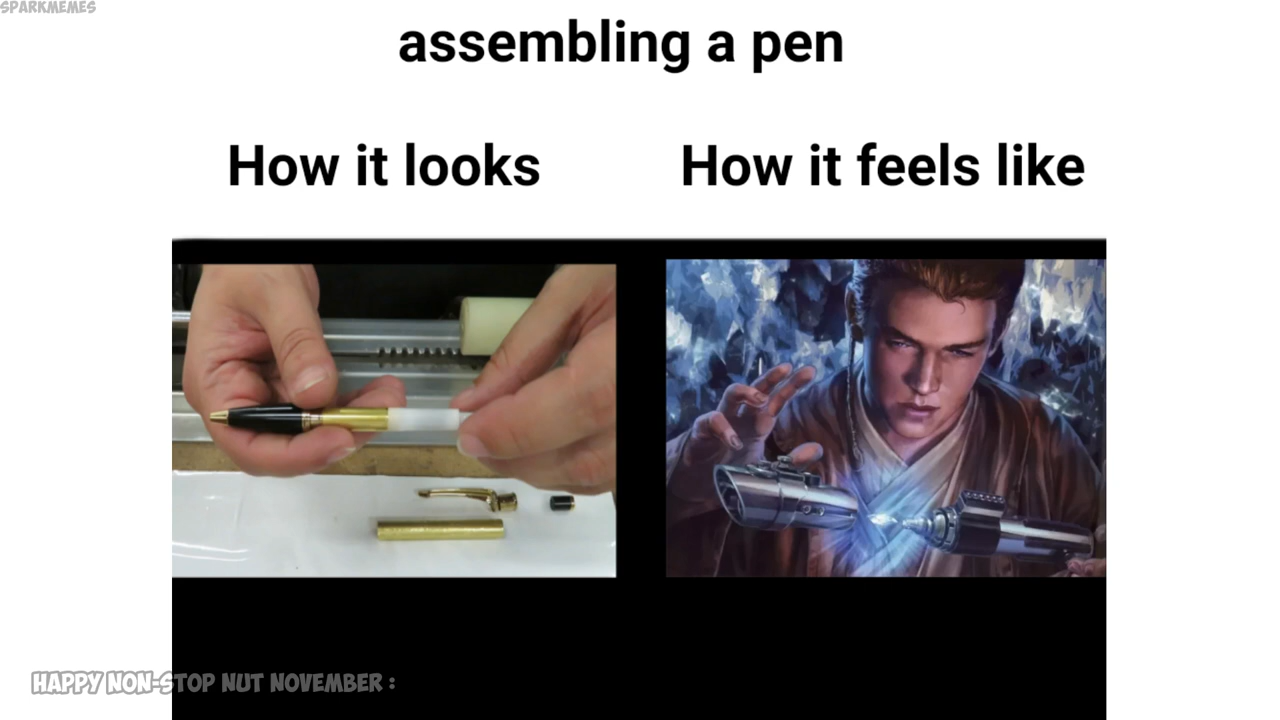 SPARKMEMES
assembling a pen
How it looks
How it feels like
HAPPY NON-STOP NUT NOVEMBER :